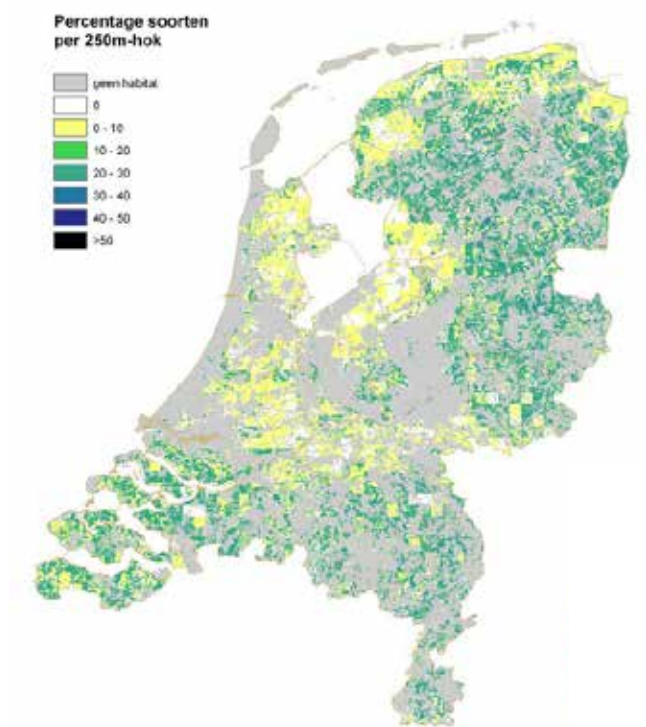 Percentage soorten
per 250m-hok
geen habitat
0
0 - 10
10 - 20
20 - 30
30 - 40
40 - 50
>50